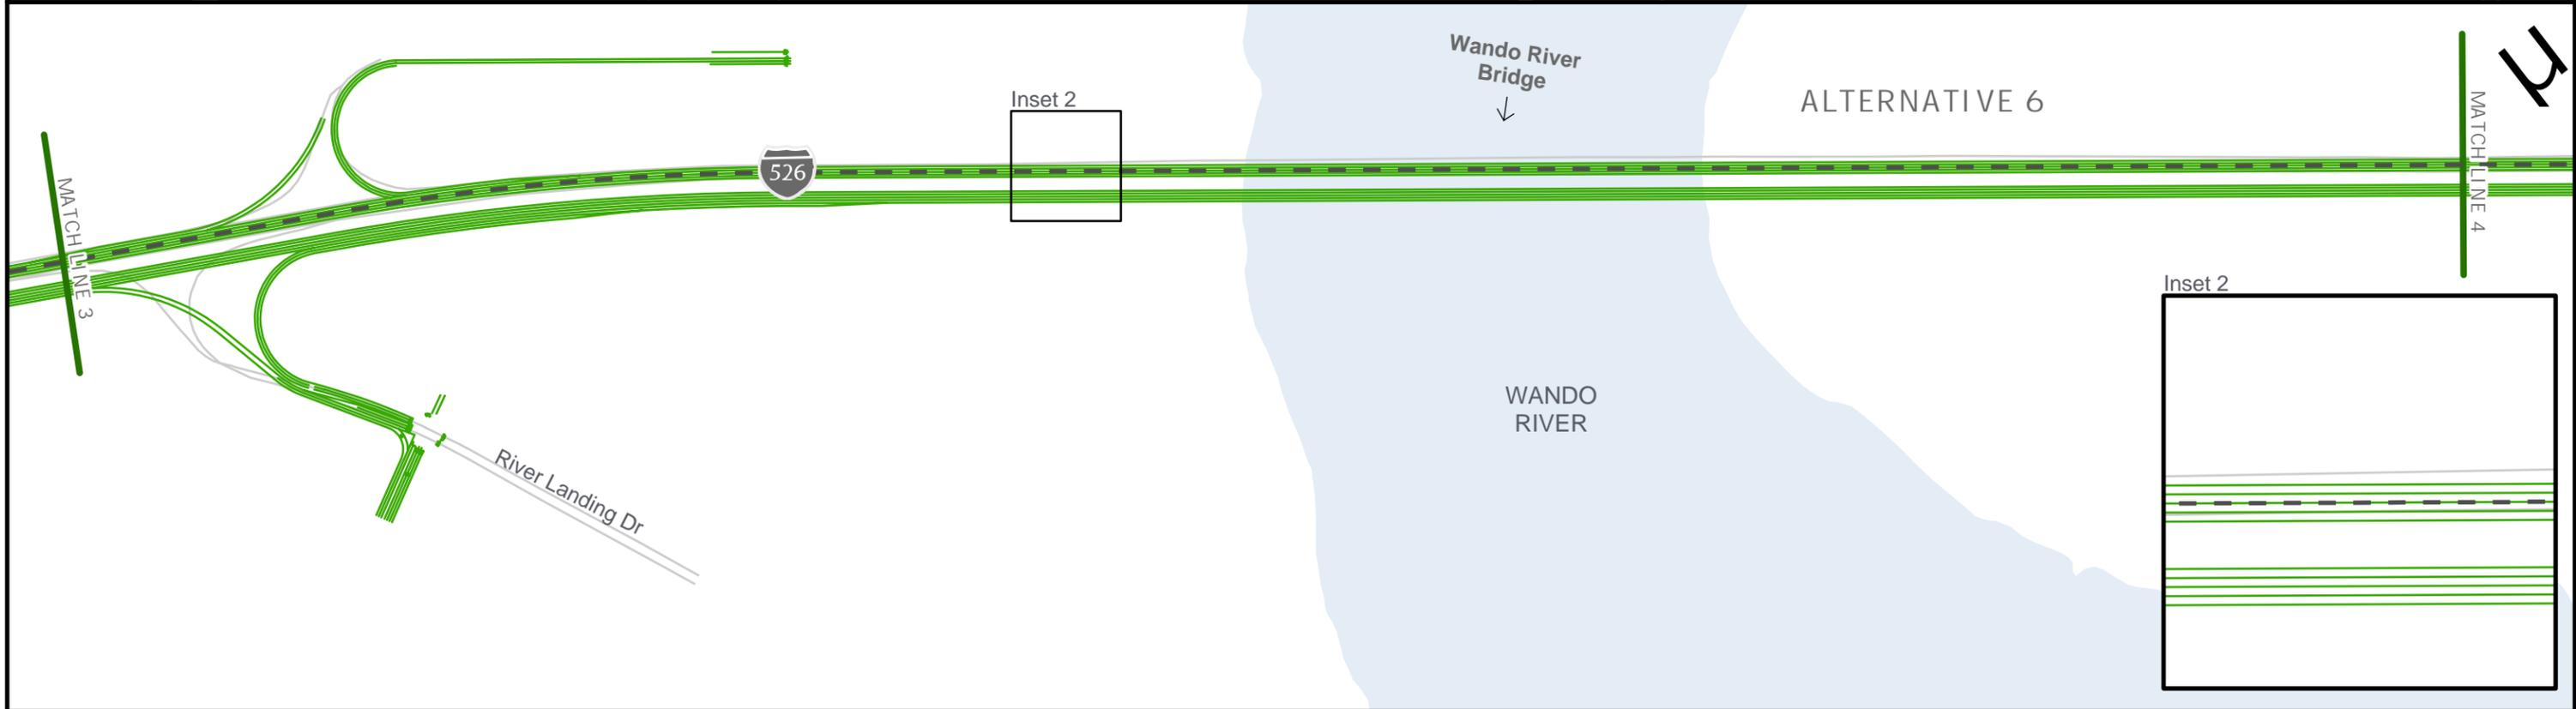 Wando River
Bridge
ALTERNATIVE 6
Inset 2
526
MATCH LINE 3
MATCH LINE 4
µ
Inset 2
WANDO
RIVER
River Landing Dr